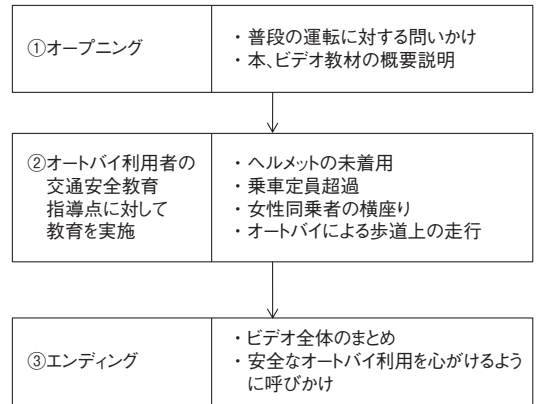 ①オープニング
・普段の運転に対する問いかけ
・本、ビデオ教材の概要説明
②オートバイ利用者の
交通安全教育
指導点に対して
教育を実施
・ヘルメットの未着用
・乗車定員超過
・女性同乗者の横座り
・オートバイによる歩道上の走行
③エンディング
・ビデオ全体のまとめ
・安全なオートバイ利用を心がけるよう
に呼びかけ